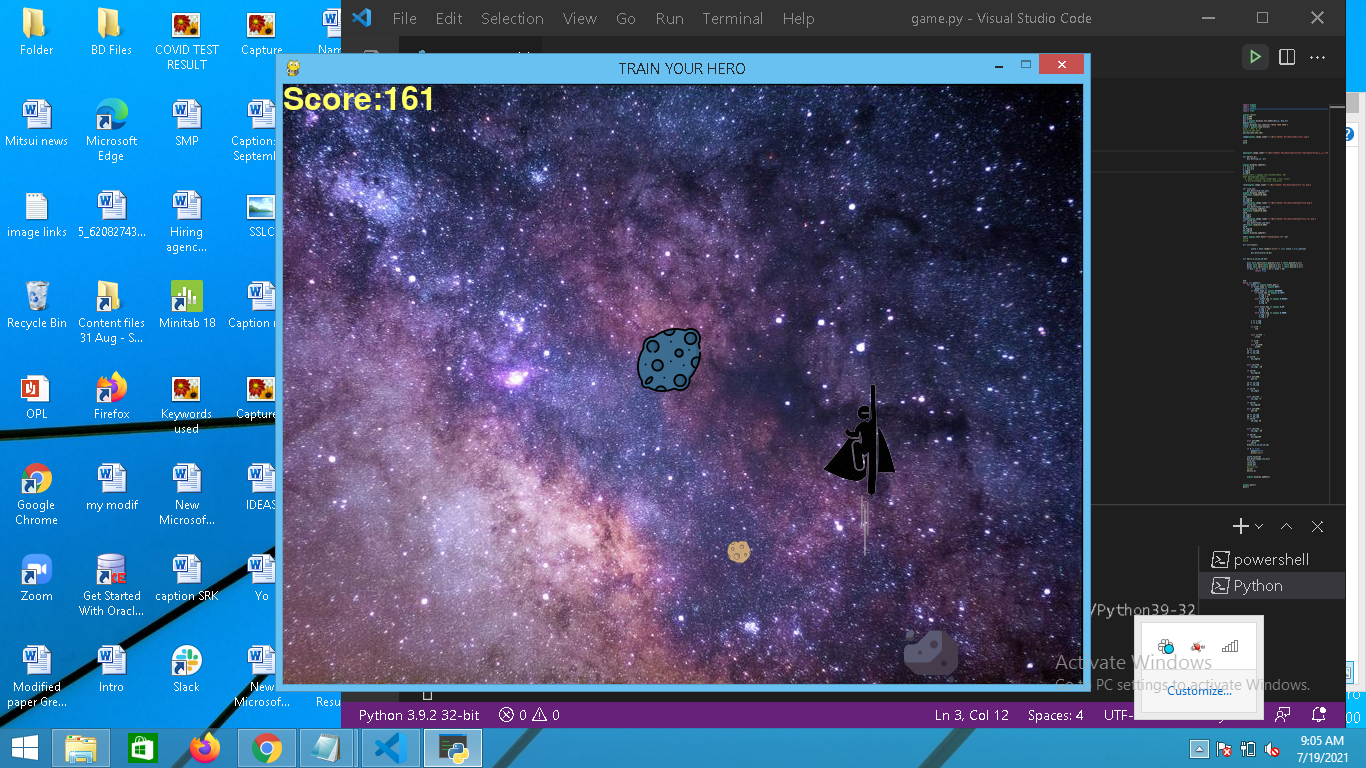 File Edit Selection View Go Run Terminal Help
game.py - Visual Studio Code
TRAIN YOUR HERO
Score:161
Folder
BD Files
COVID TEST
RESULT
Capture
Mitsui news
Microsoft
Edge
SMP
Caption:
image links
5_62082743...
Hiring
agenc...
SSLC
Recycle Bin
Content files
31 Aug - S...
Minitab 18
OPL
Firefox
Keywords
used
Capture
Google
Chrome
my modif
New
Microsof...
IDEAS
Zoom
Get Started
With Oracl...
caption SRK
Yo
Modified
paper Gre...
Intro
Slack
New
Microsof...
powershell
Python
/Python39-32
Activate Windows
Go to PC settings to activate Windows.
Customize...
Python 3.9.2 32-bit
0
0
Ln 3, Col 12
Spaces: 4
UTF-
9:05 AM
7/19/2021